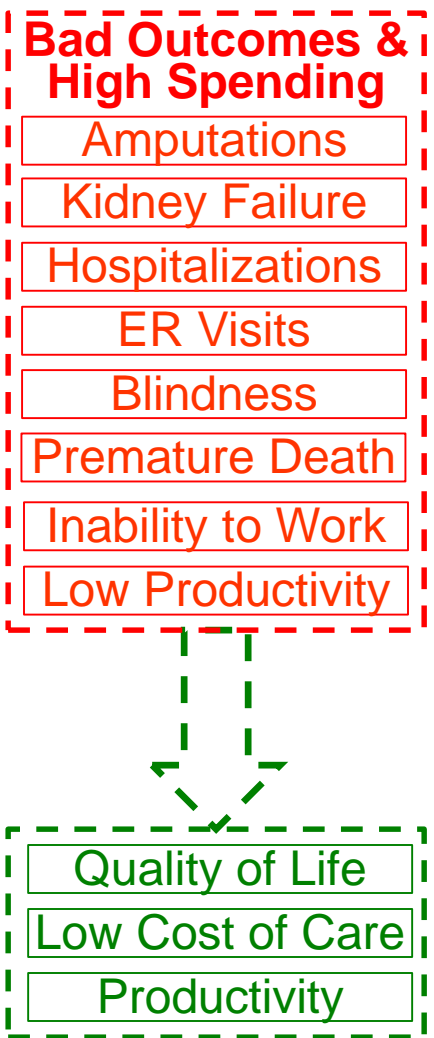 Bad Outcomes &
High Spending
Amputations
Kidney Failure
Hospitalizations
ER Visits
Blindness
Premature Death
Inability to Work
Low Productivity
Quality of Life
Low Cost of Care
Productivity